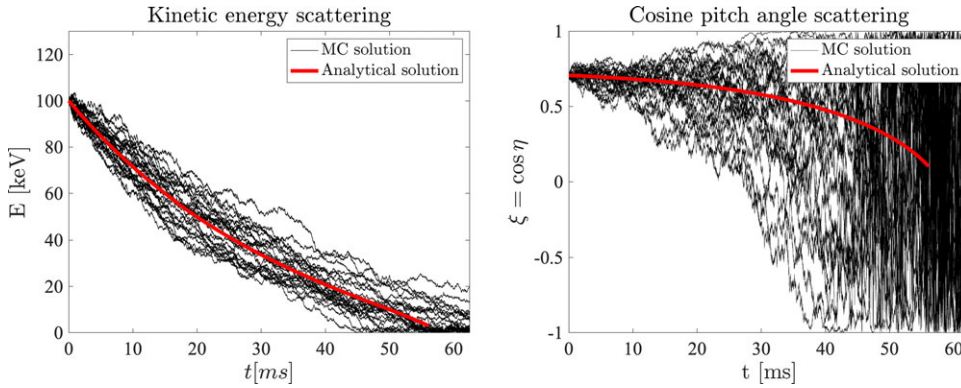 Kinetic energy scattering
MC solution
Analytical solution
E [keV]
120
100
80
60
40
20
0
0 10 20 30 40 50 60
t[ms]
Cosine pitch angle scattering
MC solution
Analytical solution
ξ = cos η
1
0.5
0
-0.5
-1
0 10 20 30 40 50 60
t [ms]